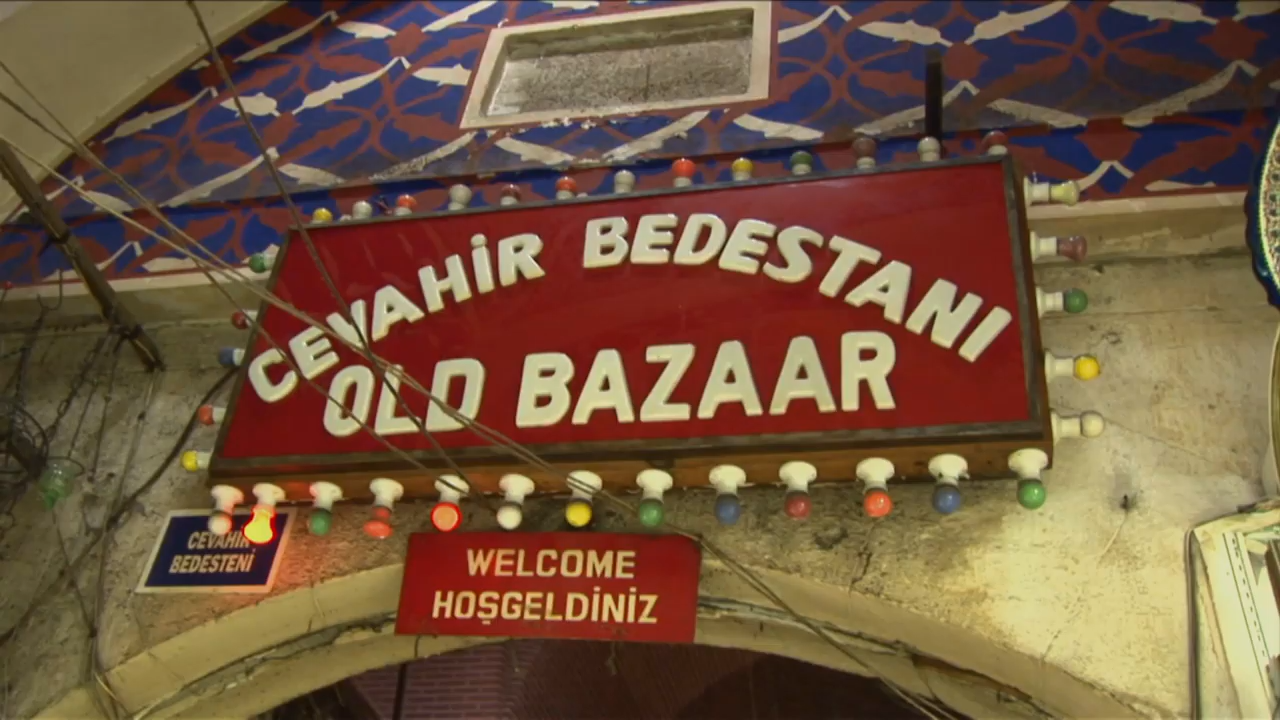 CEVAHİR BEDESTANI
OLD BAZAAR
CEVAHİR
BEDESTENİ
WELCOME
HOŞGELDİNİZ